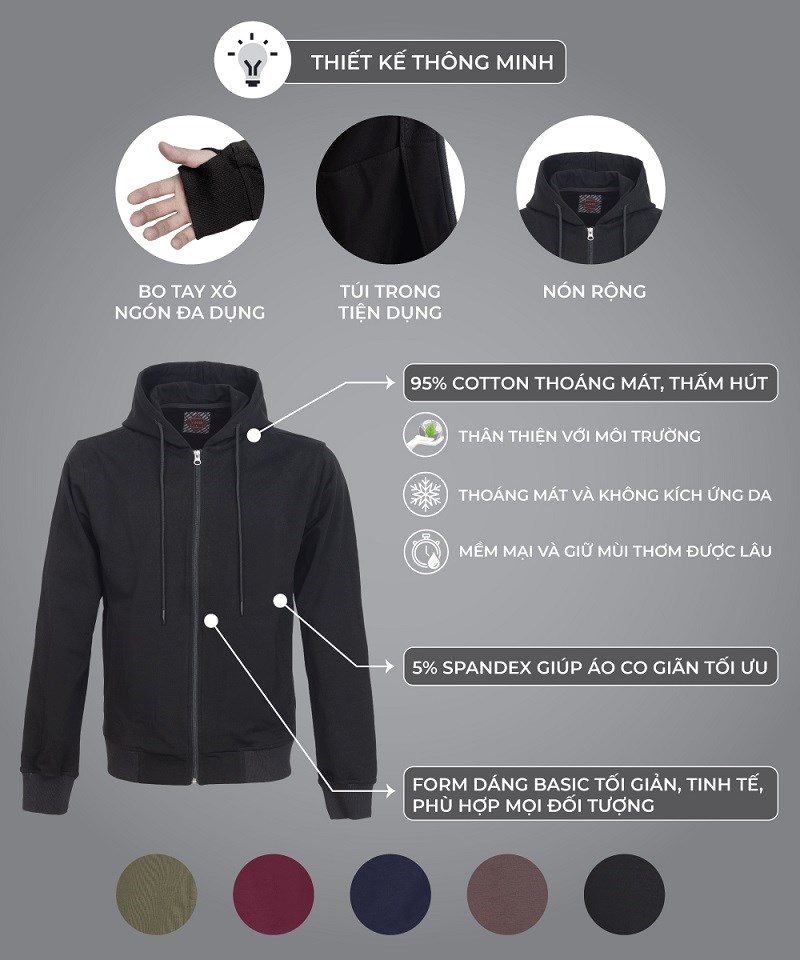 THIẾT KẾ THÔNG MINH
BO TAY XỎ
NGÓN ĐA DỤNG
TÚI TRONG
TIỆN DỤNG
NÓN RỘNG
95% COTTON THOÁNG MÁT, THẤM HÚT
THÂN THIỆN VỚI MÔI TRƯỜNG
THOÁNG MÁT VÀ KHÔNG KÍCH ỨNG DA
MỀM MẠI VÀ GIỮ MÙI THƠM ĐƯỢC LÂU
5% SPANDEX GIÚP ÁO CO GIÃN TỐI ƯU
FORM DÁNG BASIC TỐI GIẢN, TINH TẾ,
PHÙ HỢP MỌI ĐỐI TƯỢNG